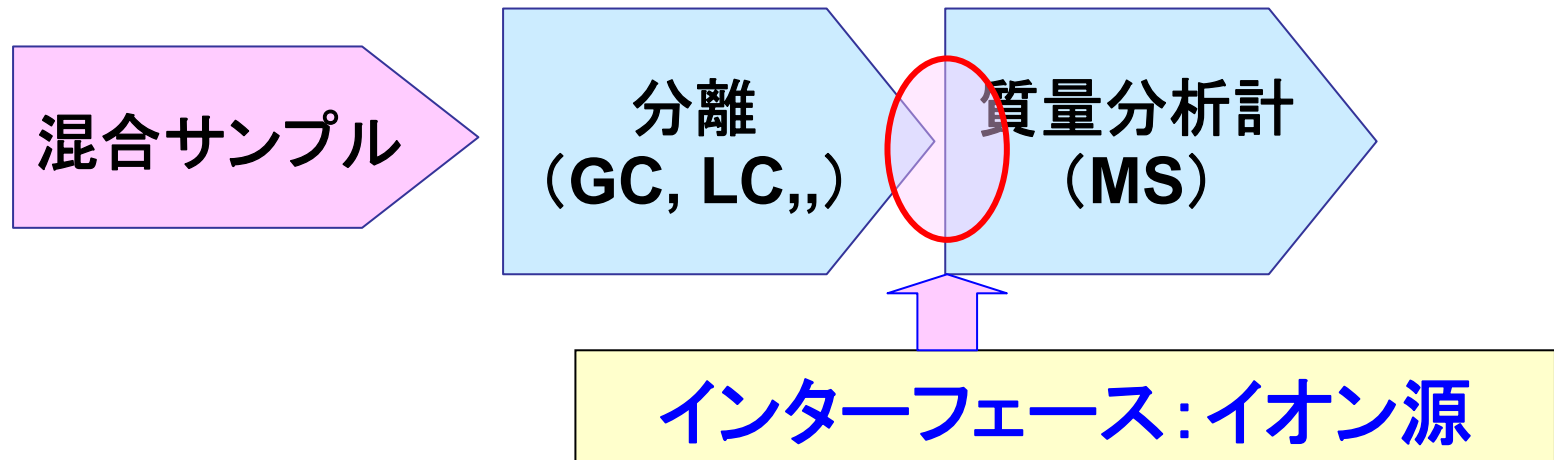 混合サンプル
分離
（GC, LC,,）
質量分析計
（MS）
インターフェース：イオン源